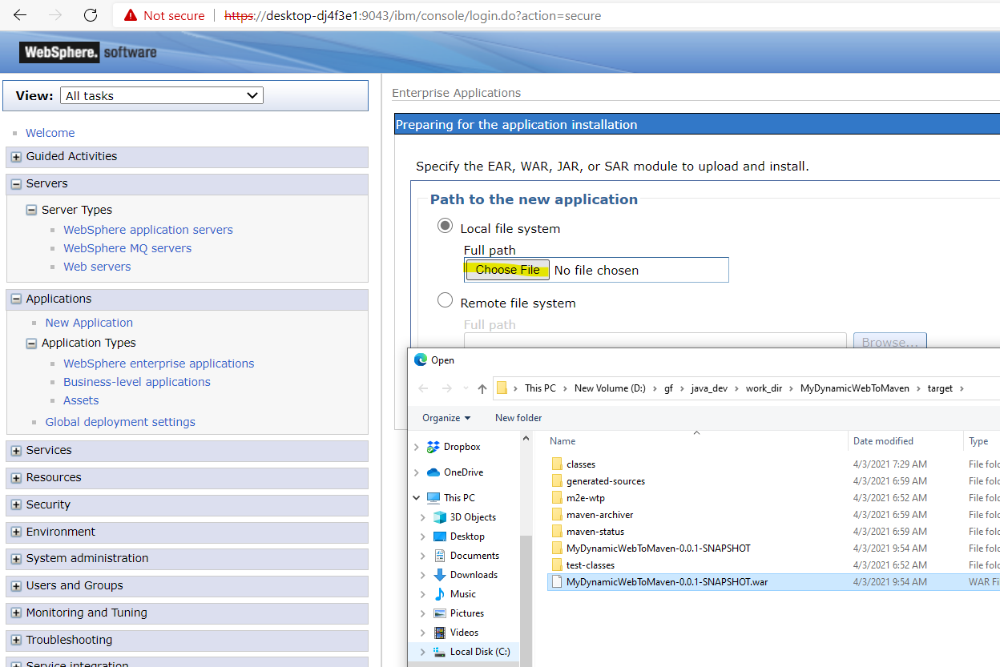 Not secure | https://desktop-dj4f3e1:9043/ibm/console/login.do?action=secure
WebSphere. software
View: All tasks
Welcome
Guided Activities
Servers
Server Types
WebSphere application servers
WebSphere MQ servers
Web servers
Applications
New Application
Application Types
WebSphere enterprise applications
Business-level applications
Assets
Global deployment settings
Services
Resources
Security
Environment
System administration
Users and Groups
Monitoring and Tuning
Troubleshooting
Service integration
Enterprise Applications
Preparing for the application installation
Specify the EAR, WAR, JAR, or SAR module to upload and install.
Path to the new application
Local file system
Full path
Choose File No file chosen
Remote file system
Full path
Browse...
Open
This PC > New Volume (D:) > gf > java_dev > work_dir > MyDynamicWebToMaven > target >
Organize New folder
Dropbox
OneDrive
This PC
3D Objects
Desktop
Documents
Downloads
Music
Pictures
Videos
Local Disk (C:)
Name Date modified Type
classes 4/3/2021 7:29 AM File fold
generated-sources 4/3/2021 6:59 AM File fold
m2e-wtp 4/3/2021 6:52 AM File fold
maven-archiver 4/3/2021 6:59 AM File fold
maven-status 4/3/2021 6:59 AM File fold
MyDynamicWebToMaven-0.0.1-SNAPSHOT 4/3/2021 9:54 AM File fold
test-classes 4/3/2021 6:52 AM File fold
MyDynamicWebToMaven-0.0.1-SNAPSHOT.war 4/3/2021 9:54 AM WAR Fi